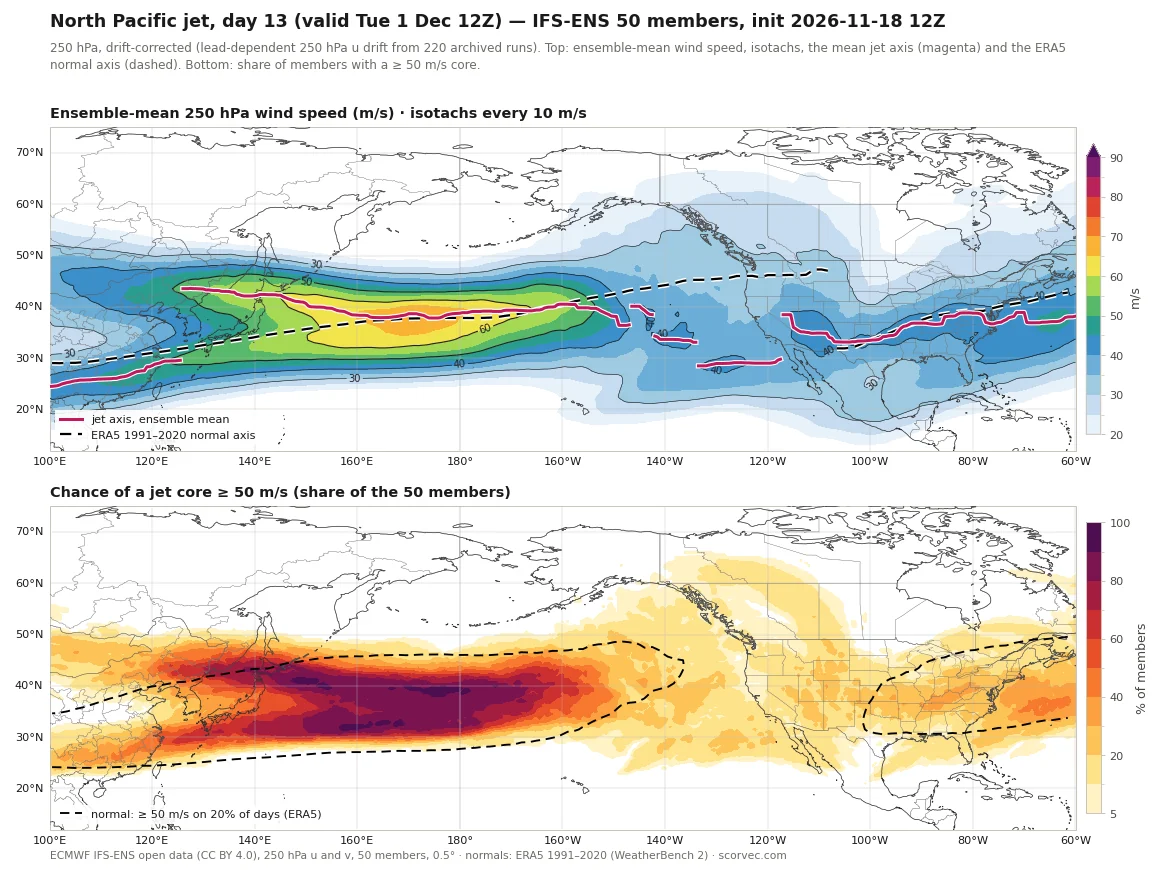 North Pacific jet, day 13 (valid Tue 1 Dec 12Z) — IFS-ENS 50 members, init 2026-11-18 12Z
250 hPa, drift-corrected (lead-dependent 250 hPa u drift from 220 archived runs). Top: ensemble-mean wind speed, isotachs, the mean jet axis (magenta) and the ERA5
normal axis (dashed). Bottom: share of members with a ≥ 50 m/s core.
Ensemble-mean 250 hPa wind speed (m/s) · isotachs every 10 m/s
70°N
60°N
50°N
40°N
30°N
20°N
30
50
30
50
60
40
30
40
40
40
40
30
40
jet axis, ensemble mean
ERA5 1991–2020 normal axis
100°E 120°E 140°E 160°E 180° 160°W 140°W 120°W 100°W 80°W 60°W
90
80
70
60
50
40
30
20
m/s
Chance of a jet core ≥ 50 m/s (share of the 50 members)
70°N
60°N
50°N
40°N
30°N
20°N
normal: ≥ 50 m/s on 20% of days (ERA5)
100°E 120°E 140°E 160°E 180° 160°W 140°W 120°W 100°W 80°W 60°W
100
80
60
40
20
5
% of members
ECMWF IFS-ENS open data (CC BY 4.0), 250 hPa u and v, 50 members, 0.5° · normals: ERA5 1991–2020 (WeatherBench 2) · scorvec.com